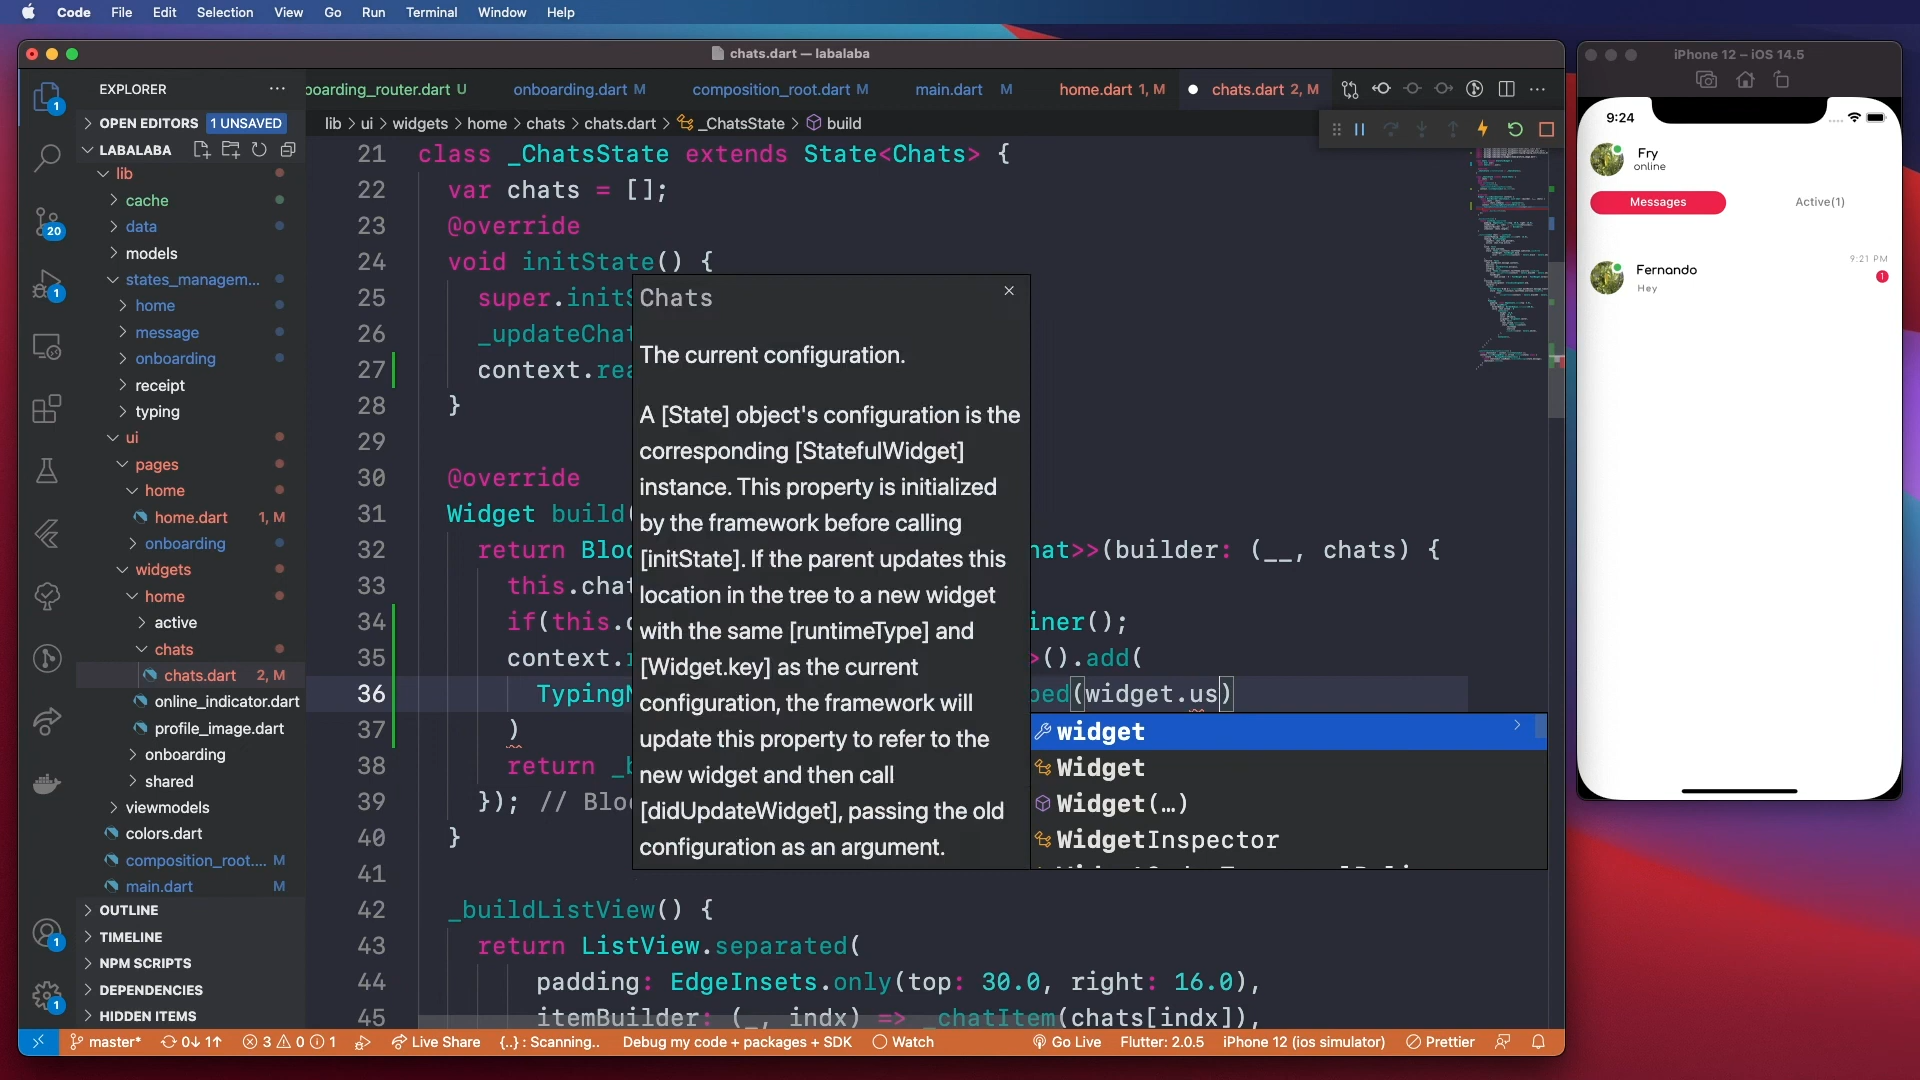 Code File Edit Selection View Go Run Terminal Window Help
chats.dart — labalaba
iPhone 12 – iOS 14.5
EXPLORER
oarding_router.dart U onboarding.dart M composition_root.dart M main.dart M home.dart 1, M chats.dart 2, M
OPEN EDITORS 1 UNSAVED
lib > ui > widgets > home > chats > chats.dart > _ChatsState > build
LABALABA
lib
cache
data
models
states_managem...
home
message
onboarding
receipt
typing
ui
pages
home
home.dart 1, M
onboarding
widgets
home
active
chats
chats.dart 2, M
online_indicator.dart
profile_image.dart
onboarding
shared
viewmodels
colors.dart
composition_root.... M
main.dart M
OUTLINE
TIMELINE
NPM SCRIPTS
DEPENDENCIES
HIDDEN ITEMS
1
20
1
1
1
21 class _ChatsState extends State<Chats> {
22 var chats = [];
23 @override
24 void initState() {
25 super.initS
26 _updateChat
27 context.rea
28 }
29
30 @override
31 Widget build(
32 return Bloc hat>>(builder: (__, chats) {
33 this.chat
34 if(this.c iner();
35 context.r >().add(
36 TypingN ped(widget.us)
37 )
38 return _b
39 }); // Bloc
40 }
41
42 _buildListView() {
43 return ListView.separated(
44 padding: EdgeInsets.only(top: 30.0, right: 16.0),
45 itemBuilder: (_, indx) => _chatItem(chats[indx]),
Chats
The current configuration.
A [State] object's configuration is the
corresponding [StatefulWidget]
instance. This property is initialized
by the framework before calling
[initState]. If the parent updates this
location in the tree to a new widget
with the same [runtimeType] and
[Widget.key] as the current
configuration, the framework will
update this property to refer to the
new widget and then call
[didUpdateWidget], passing the old
configuration as an argument.
widget
Widget
Widget(…)
WidgetInspector
master* 0↓ 1↑ 3 0 1 Live Share {..} : Scanning.. Debug my code + packages + SDK Watch Go Live Flutter: 2.0.5 iPhone 12 (ios simulator) Prettier
9:24
Fry
online
Messages Active(1)
9:21 PM
Fernando
1
Hey